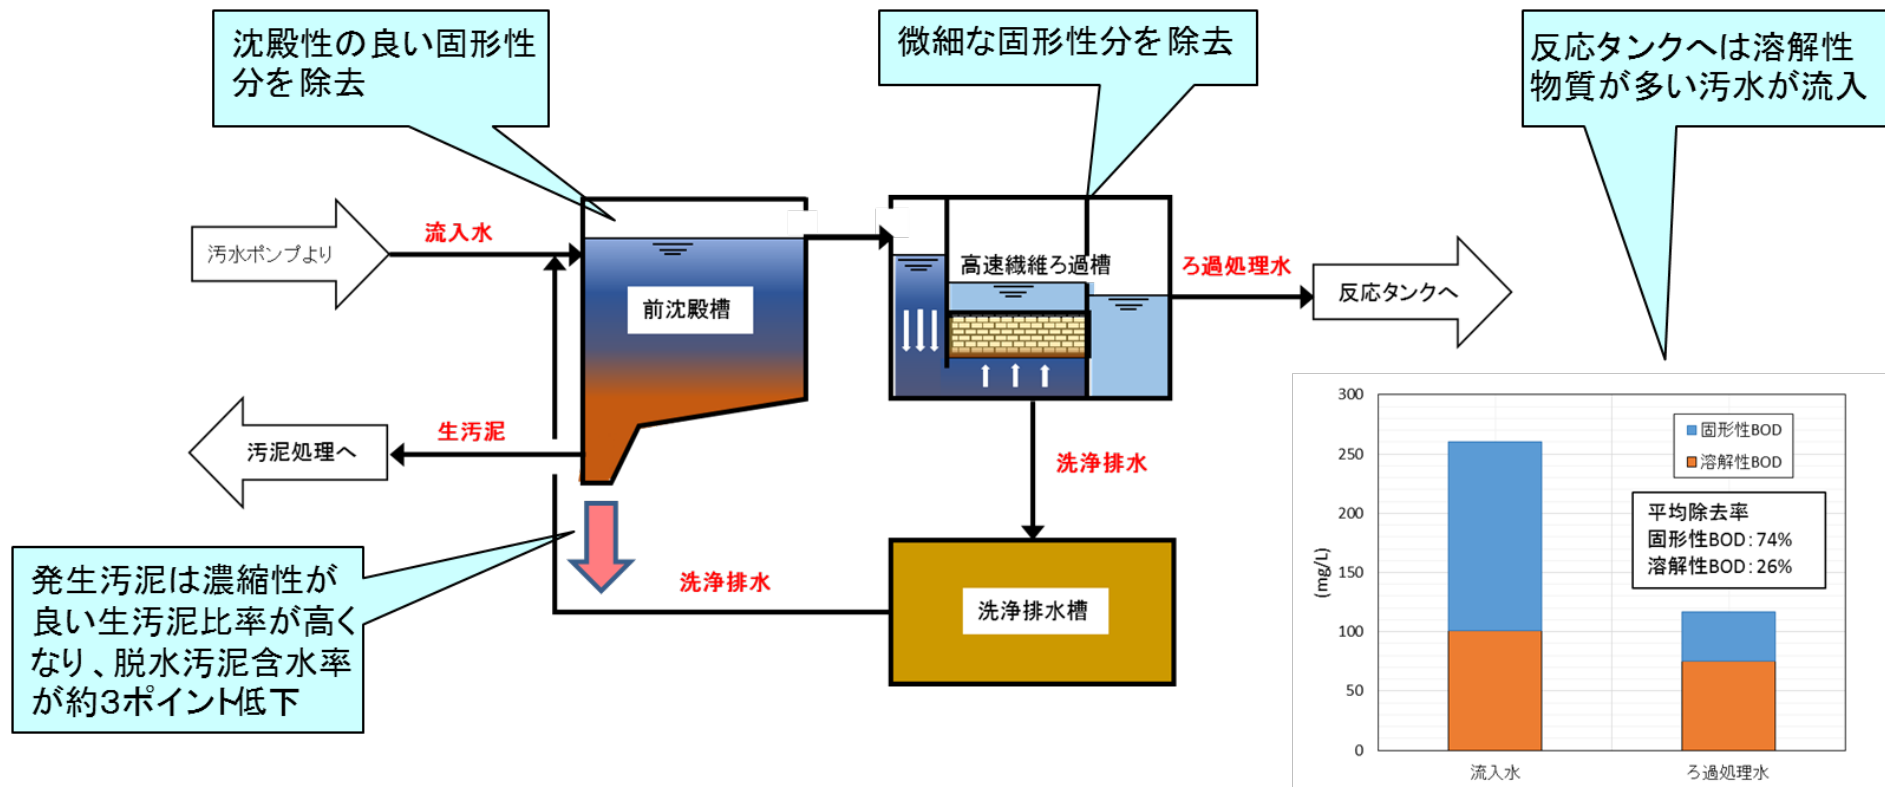 沈殿性の良い固形性
分を除去
微細な固形性分を除去
反応タンクへは溶解性
物質が多い汚水が流入
汚水ポンプより
流入水
前沈殿槽
高速繊維ろ過槽
ろ過処理水
反応タンクへ
汚泥処理へ
生汚泥
洗浄排水
発生汚泥は濃縮性が
良い生汚泥比率が高く
なり、脱水汚泥含水率
が約3ポイント低下
洗浄排水
洗浄排水槽
300
250
200
150
100
50
0
(mg/L)
固形性BOD
溶解性BOD
平均除去率
固形性BOD:74%
溶解性BOD:26%
流入水
ろ過処理水